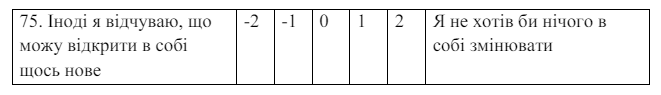 75. Іноді я відчуваю, що -2 -1 0 1 2 Я не хотів би нічого в
можу відкрити в собі собі змінювати
щось нове